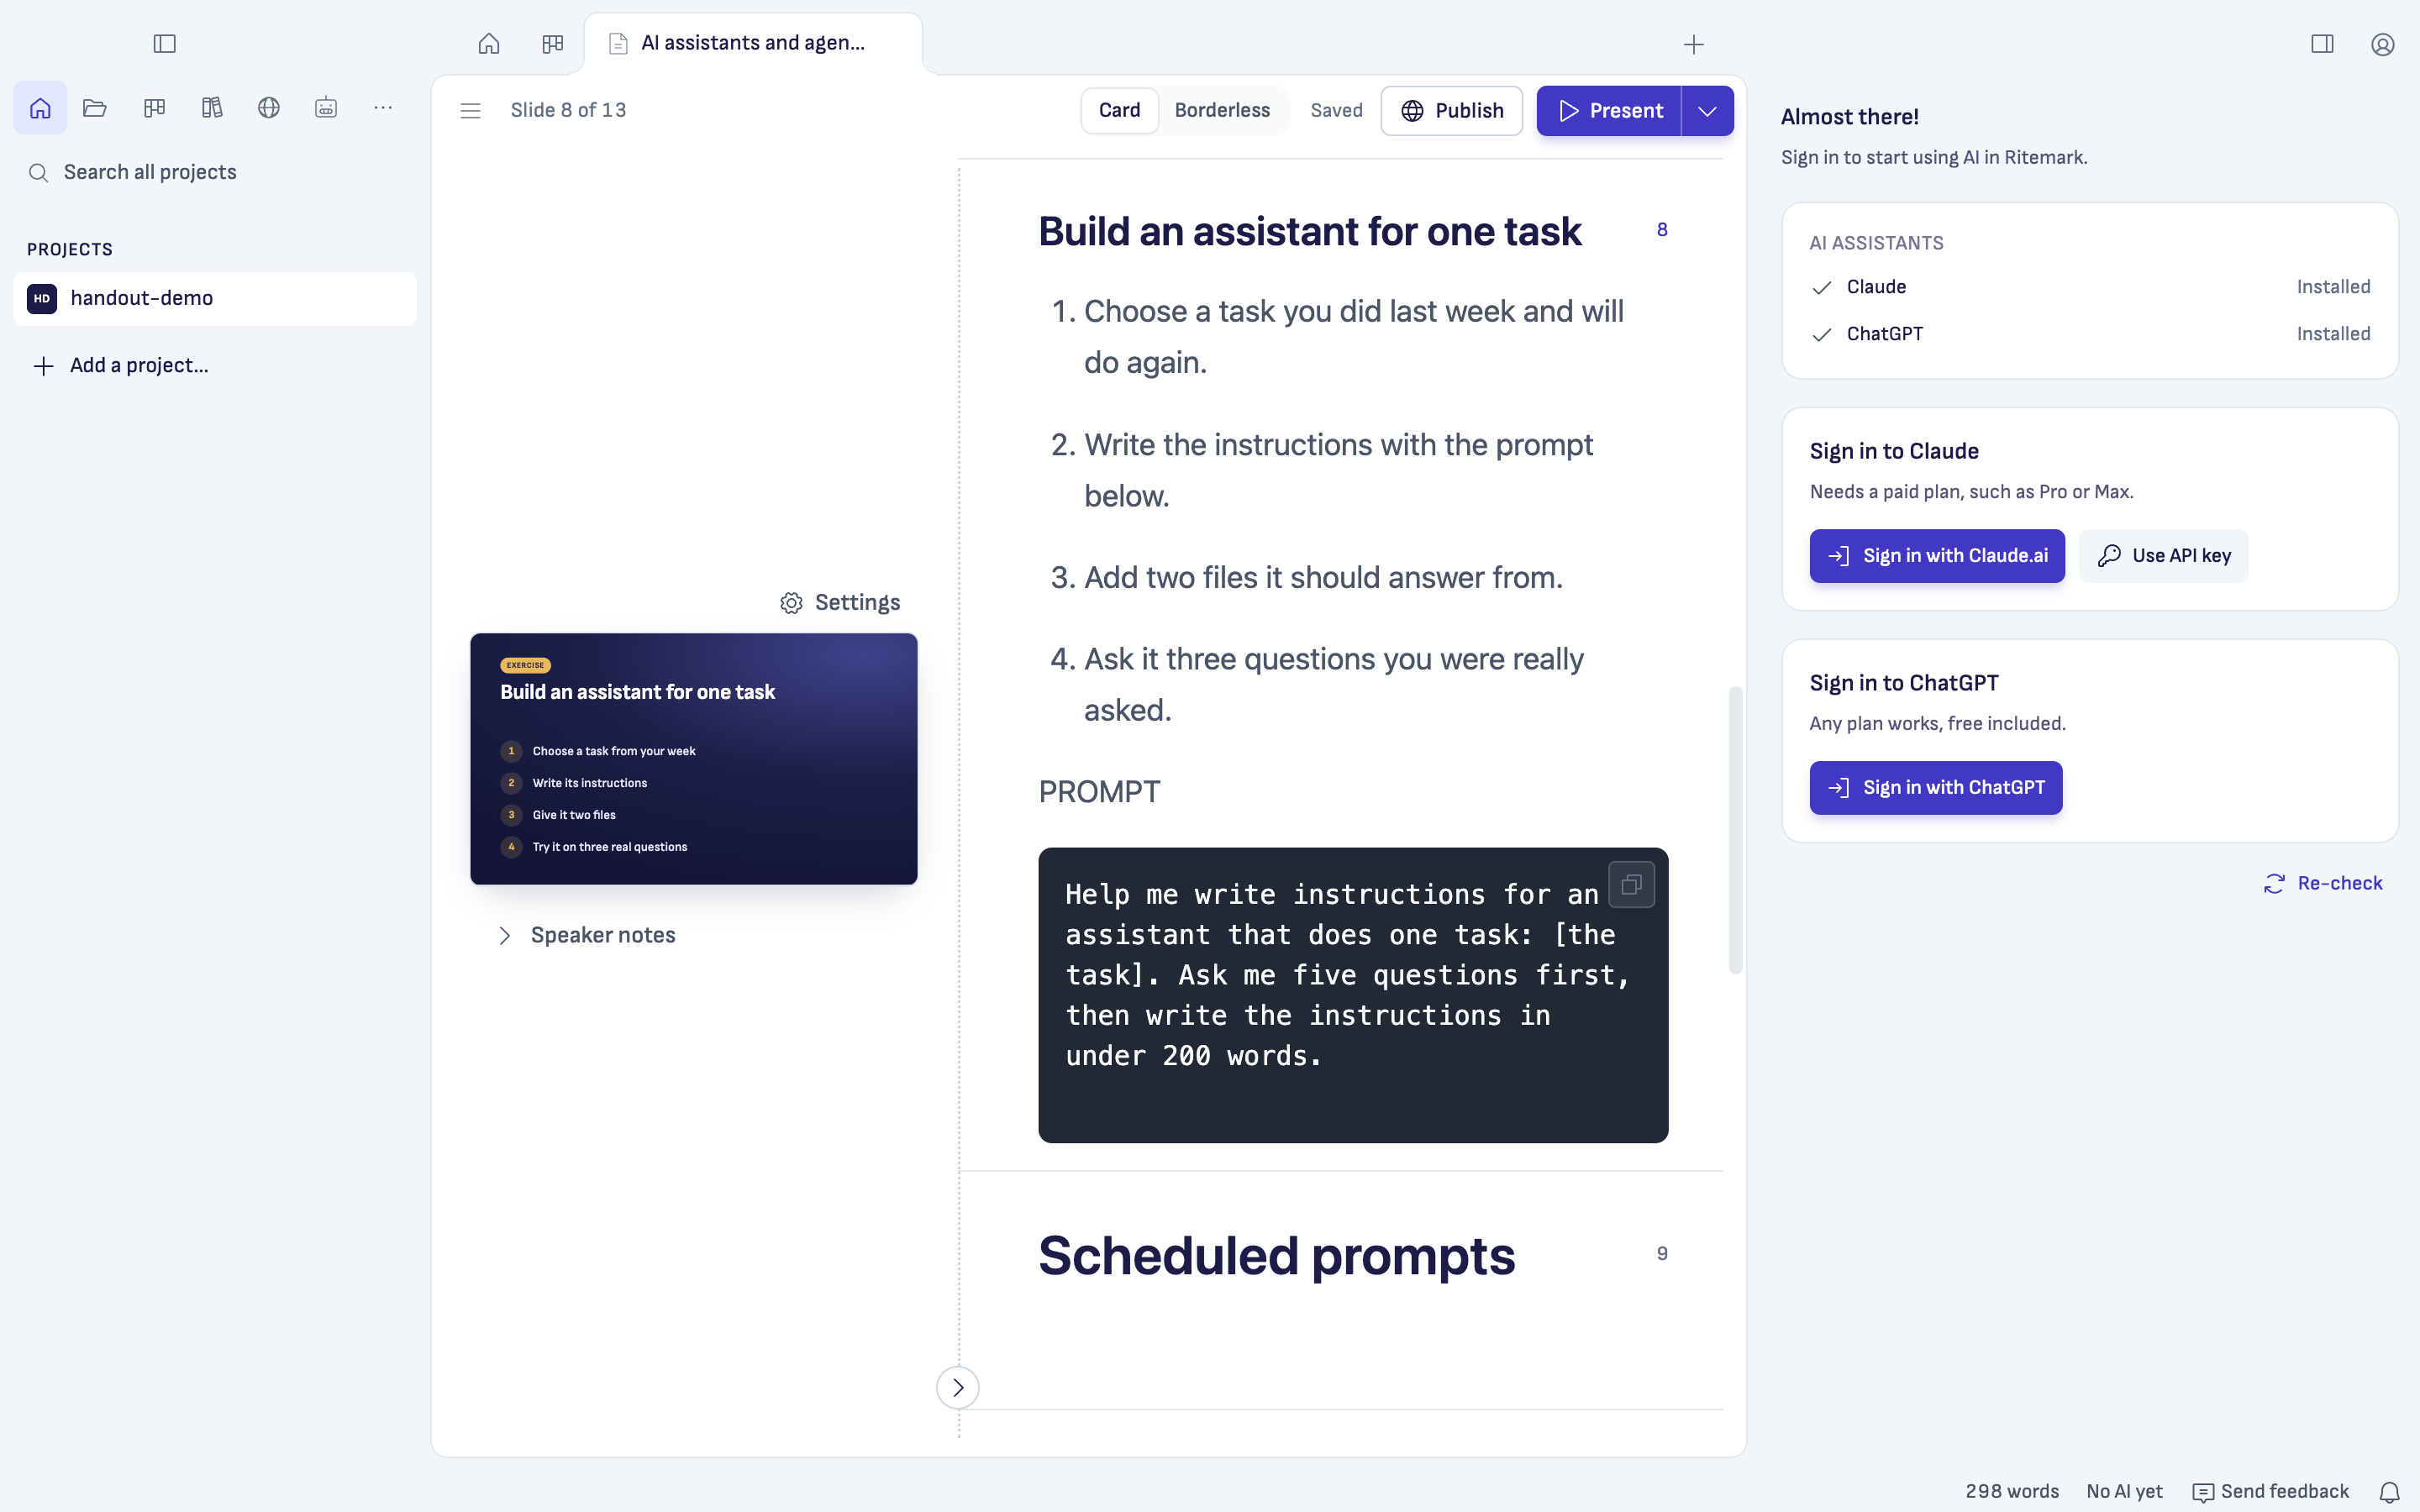 AI assistants and agen...
Slide 8 of 13
Card
Borderless
Saved
Publish
Present
Search all projects
PROJECTS
HD
handout-demo
Add a project...
Settings
EXERCISE
Build an assistant for one task
1
Choose a task from your week
2
Write its instructions
3
Give it two files
4
Try it on three real questions
Speaker notes
Build an assistant for one task
8
1. Choose a task you did last week and will
do again.
2. Write the instructions with the prompt
below.
3. Add two files it should answer from.
4. Ask it three questions you were really
asked.
PROMPT
Help me write instructions for an
assistant that does one task: [the
task]. Ask me five questions first,
then write the instructions in
under 200 words.
Scheduled prompts
9
Almost there!
Sign in to start using AI in Ritemark.
AI ASSISTANTS
Claude
Installed
ChatGPT
Installed
Sign in to Claude
Needs a paid plan, such as Pro or Max.
Sign in with Claude.ai
Use API key
Sign in to ChatGPT
Any plan works, free included.
Sign in with ChatGPT
Re-check
298 words
No AI yet
Send feedback